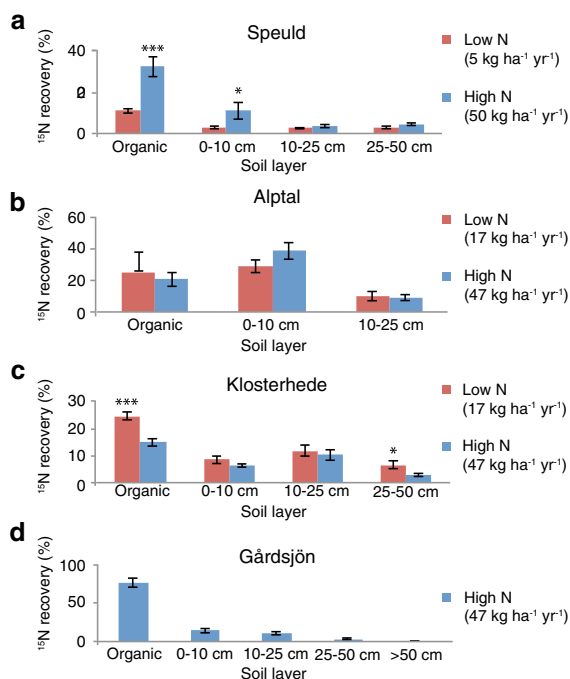 a
Speuld
¹⁵N recovery (%)
40
0
***
*
Organic
0-10 cm
10-25 cm
25-50 cm
Soil layer
Low N
(5 kg ha⁻¹ yr⁻¹)
High N
(50 kg ha⁻¹ yr⁻¹)
b
Alptal
¹⁵N recovery (%)
60
40
20
0
Organic
0-10 cm
10-25 cm
Soil layer
Low N
(17 kg ha⁻¹ yr⁻¹)
High N
(47 kg ha⁻¹ yr⁻¹)
c
Klosterhede
¹⁵N recovery (%)
30
20
10
0
***
*
Organic
0-10 cm
10-25 cm
25-50 cm
Soil layer
Low N
(17 kg ha⁻¹ yr⁻¹)
High N
(47 kg ha⁻¹ yr⁻¹)
d
Gårdsjön
¹⁵N recovery (%)
100
50
0
Organic
0-10 cm
10-25 cm
25-50 cm
>50 cm
Soil layer
High N
(47 kg ha⁻¹ yr⁻¹)